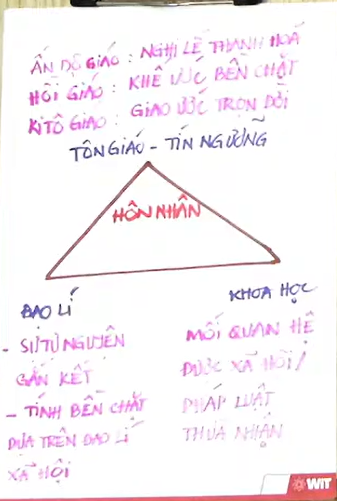 ẤN ĐỘ GIÁO: NGHI LỄ THANH HOÁ
HỒI GIÁO: KHẾ ƯỚC BỀN CHẶT
KITÔ GIÁO: GIAO ƯỚC TRỌN ĐỜI
TÔN GIÁO - TÍN NGƯỠNG
HÔN NHÂN
ĐẠO LÍ
- SỰ TỰ NGUYỆN
GẮN KẾT
- TÍNH BỀN CHẶT
DỰA TRÊN ĐẠO LÍ
XÃ HỘI
KHOA HỌC
MỐI QUAN HỆ
ĐƯỢC XÃ HỘI/
PHÁP LUẬT
THỪA NHẬN
WIT